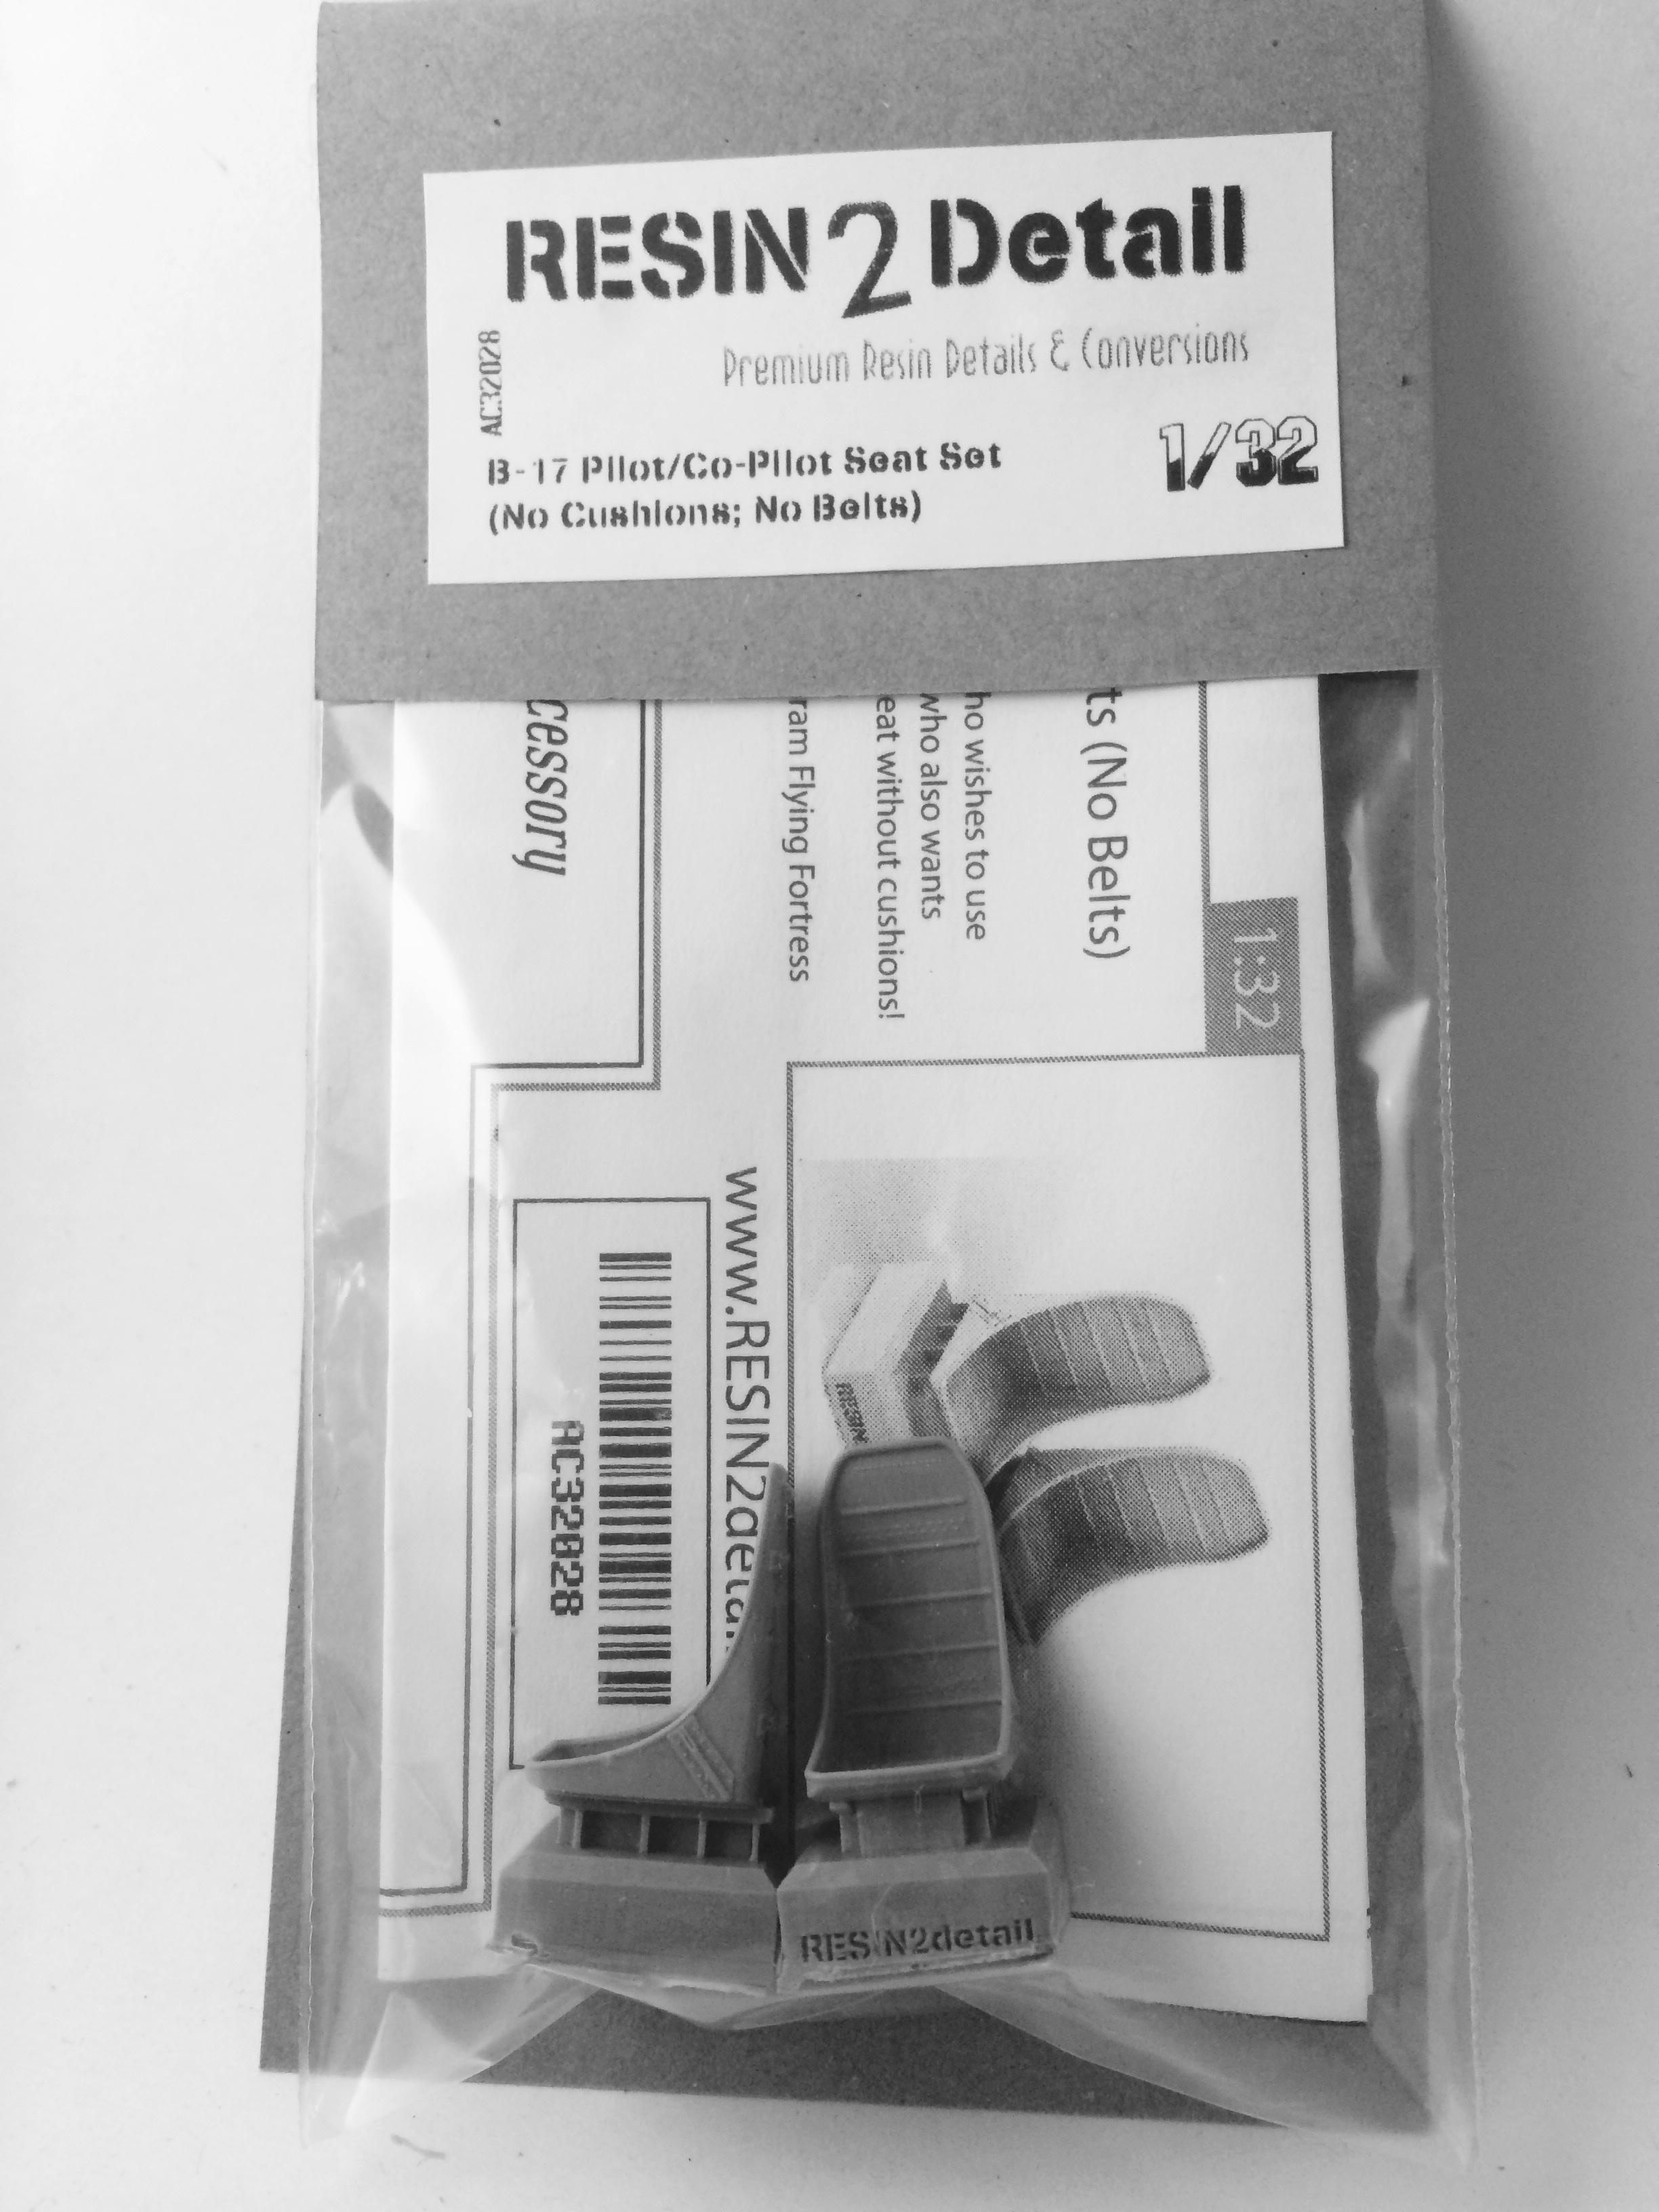 RESIN2Detail
Premium Resin Details & Conversions
AC32028
1/32
B-17 Pilot/Co-Pilot Seat Set
(No Cushions; No Belts)
1:32
ts (No Belts)
ho wishes to use
who also wants
eat without cushions!
ram Flying Fortress
www.RESIN2detai
cessory
AC32028
RESIN
RESIN2detail